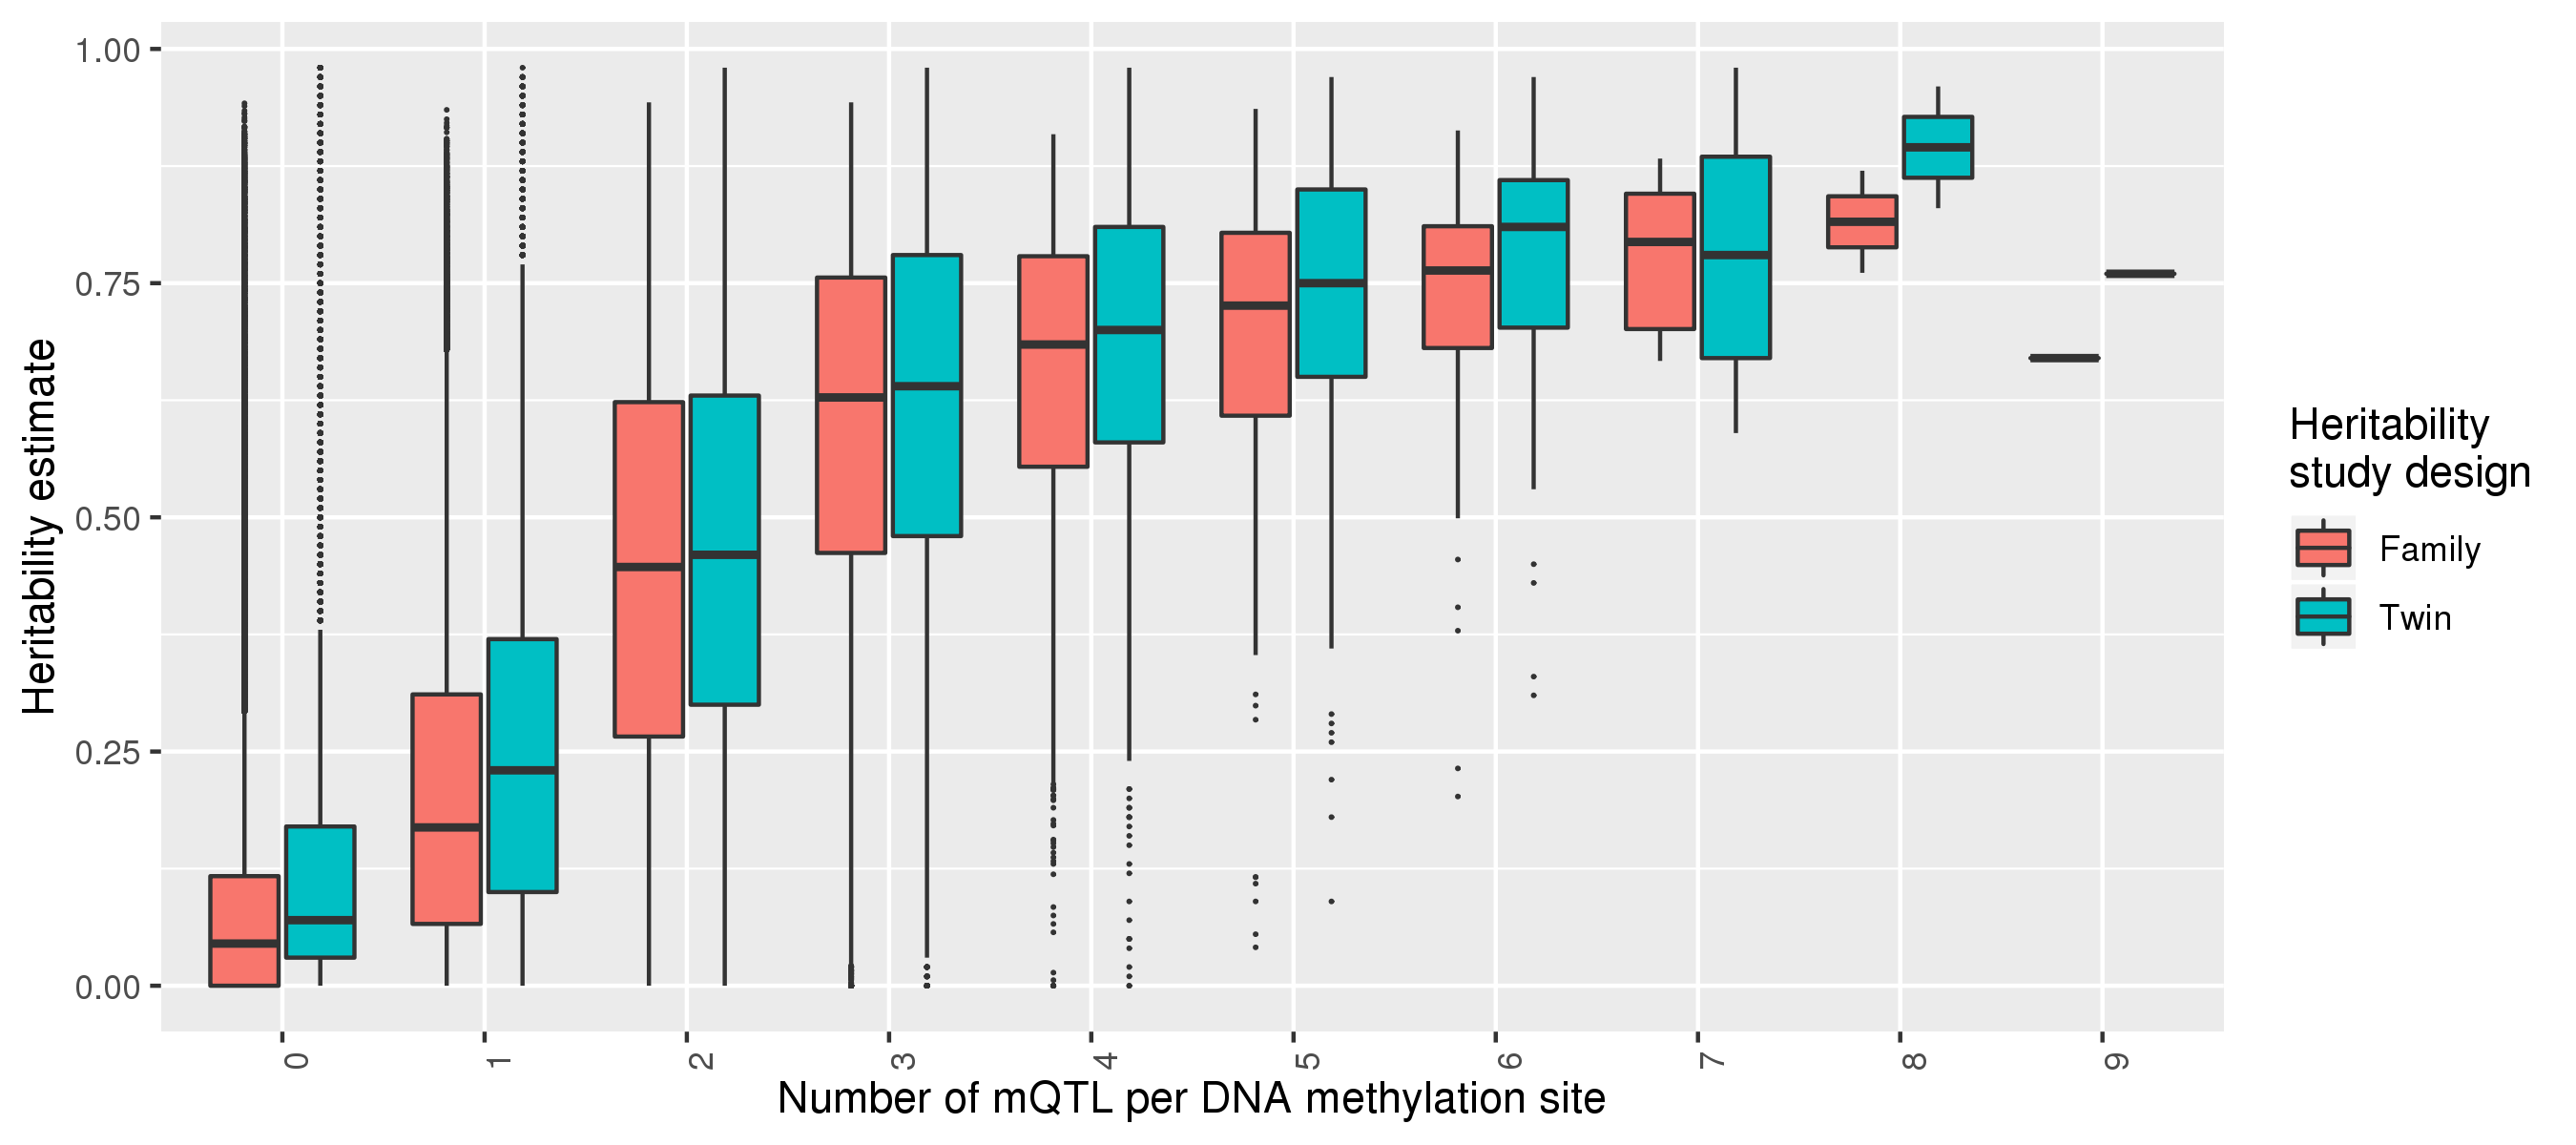 1.00
0.75
0.50
0.25
0.00
Heritability estimate
0 1 2 3 4 5 6 7 8 9
Number of mQTL per DNA methylation site
Heritability
study design
Family
Twin